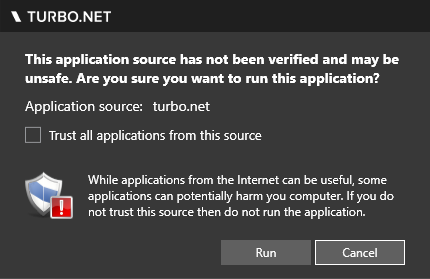 TURBO.NET
This application source has not been verified and may be
unsafe. Are you sure you want to run this application?
Application source: turbo.net
Trust all applications from this source
While applications from the Internet can be useful, some
applications can potentially harm you computer. If you do
not trust this source then do not run the application.
Run
Cancel